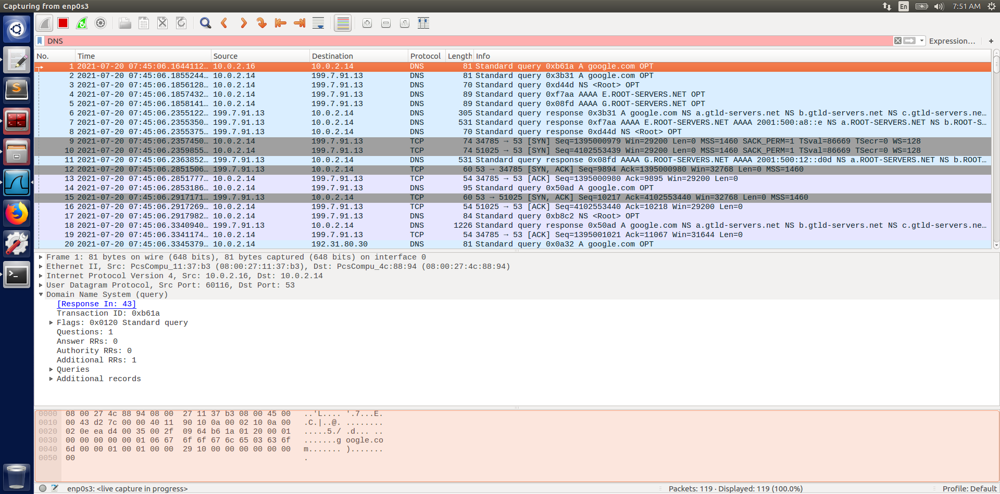 Capturing from enp0s3
En
7:51 AM
DNS
Expression…
+
No. Time Source Destination Protocol Length Info
1 2021-07-20 07:45:06.1644112… 10.0.2.16 10.0.2.14 DNS 81 Standard query 0xb61a A google.com OPT
2 2021-07-20 07:45:06.1855244… 10.0.2.14 199.7.91.13 DNS 81 Standard query 0x3b31 A google.com OPT
3 2021-07-20 07:45:06.1856128… 10.0.2.14 199.7.91.13 DNS 70 Standard query 0xd44d NS <Root> OPT
4 2021-07-20 07:45:06.1857432… 10.0.2.14 199.7.91.13 DNS 89 Standard query 0xf7aa AAAA E.ROOT-SERVERS.NET OPT
5 2021-07-20 07:45:06.1858141… 10.0.2.14 199.7.91.13 DNS 89 Standard query 0x08fd AAAA G.ROOT-SERVERS.NET OPT
6 2021-07-20 07:45:06.2355122… 199.7.91.13 10.0.2.14 DNS 305 Standard query response 0x3b31 A google.com NS a.gtld-servers.net NS b.gtld-servers.net NS c.gtld-servers.ne…
7 2021-07-20 07:45:06.2355350… 199.7.91.13 10.0.2.14 DNS 531 Standard query response 0xf7aa AAAA E.ROOT-SERVERS.NET AAAA 2001:500:a8::e NS a.ROOT-SERVERS.NET NS b.ROOT-S…
8 2021-07-20 07:45:06.2355375… 199.7.91.13 10.0.2.14 DNS 70 Standard query response 0xd44d NS <Root> OPT
9 2021-07-20 07:45:06.2357450… 10.0.2.14 199.7.91.13 TCP 74 34785 → 53 [SYN] Seq=1395000979 Win=29200 Len=0 MSS=1460 SACK_PERM=1 TSval=86669 TSecr=0 WS=128
10 2021-07-20 07:45:06.2359855… 10.0.2.14 199.7.91.13 TCP 74 51025 → 53 [SYN] Seq=4102553439 Win=29200 Len=0 MSS=1460 SACK_PERM=1 TSval=86669 TSecr=0 WS=128
11 2021-07-20 07:45:06.2363852… 199.7.91.13 10.0.2.14 DNS 531 Standard query response 0x08fd AAAA G.ROOT-SERVERS.NET AAAA 2001:500:12::d0d NS a.ROOT-SERVERS.NET NS b.ROOT…
12 2021-07-20 07:45:06.2851506… 199.7.91.13 10.0.2.14 TCP 60 53 → 34785 [SYN, ACK] Seq=9894 Ack=1395000980 Win=32768 Len=0 MSS=1460
13 2021-07-20 07:45:06.2851777… 10.0.2.14 199.7.91.13 TCP 54 34785 → 53 [ACK] Seq=1395000980 Ack=9895 Win=29200 Len=0
14 2021-07-20 07:45:06.2853186… 10.0.2.14 199.7.91.13 DNS 95 Standard query 0x50ad A google.com OPT
15 2021-07-20 07:45:06.2917171… 199.7.91.13 10.0.2.14 TCP 60 53 → 51025 [SYN, ACK] Seq=10217 Ack=4102553440 Win=32768 Len=0 MSS=1460
16 2021-07-20 07:45:06.2917269… 10.0.2.14 199.7.91.13 TCP 54 51025 → 53 [ACK] Seq=4102553440 Ack=10218 Win=29200 Len=0
17 2021-07-20 07:45:06.2917982… 10.0.2.14 199.7.91.13 DNS 84 Standard query 0xb8c2 NS <Root> OPT
18 2021-07-20 07:45:06.3340940… 199.7.91.13 10.0.2.14 DNS 1226 Standard query response 0x50ad A google.com NS a.gtld-servers.net NS b.gtld-servers.net NS c.gtld-servers.ne…
19 2021-07-20 07:45:06.3341174… 10.0.2.14 199.7.91.13 TCP 54 34785 → 53 [ACK] Seq=1395001021 Ack=11067 Win=31644 Len=0
20 2021-07-20 07:45:06.3345379… 10.0.2.14 192.31.80.30 DNS 81 Standard query 0x0a32 A google.com OPT
Frame 1: 81 bytes on wire (648 bits), 81 bytes captured (648 bits) on interface 0
Ethernet II, Src: PcsCompu_11:37:b3 (08:00:27:11:37:b3), Dst: PcsCompu_4c:88:94 (08:00:27:4c:88:94)
Internet Protocol Version 4, Src: 10.0.2.16, Dst: 10.0.2.14
User Datagram Protocol, Src Port: 60116, Dst Port: 53
Domain Name System (query)
[Response In: 43]
Transaction ID: 0xb61a
Flags: 0x0120 Standard query
Questions: 1
Answer RRs: 0
Authority RRs: 0
Additional RRs: 1
Queries
Additional records
0000 08 00 27 4c 88 94 08 00 27 11 37 b3 08 00 45 00 ..'L.... '.7...E.
0010 00 43 d2 7c 00 00 40 11 90 10 0a 00 02 10 0a 00 .C.|..@. ........
0020 02 0e ea d4 00 35 00 2f 09 64 b6 1a 01 20 00 01 .....5./ .d... ..
0030 00 00 00 00 00 01 06 67 6f 6f 67 6c 65 03 63 6f .......g oogle.co
0040 6d 00 00 01 00 01 00 00 29 10 00 00 00 00 00 00 m....... ).......
0050 00 .
enp0s3: <live capture in progress>
Packets: 119 · Displayed: 119 (100.0%)
Profile: Default